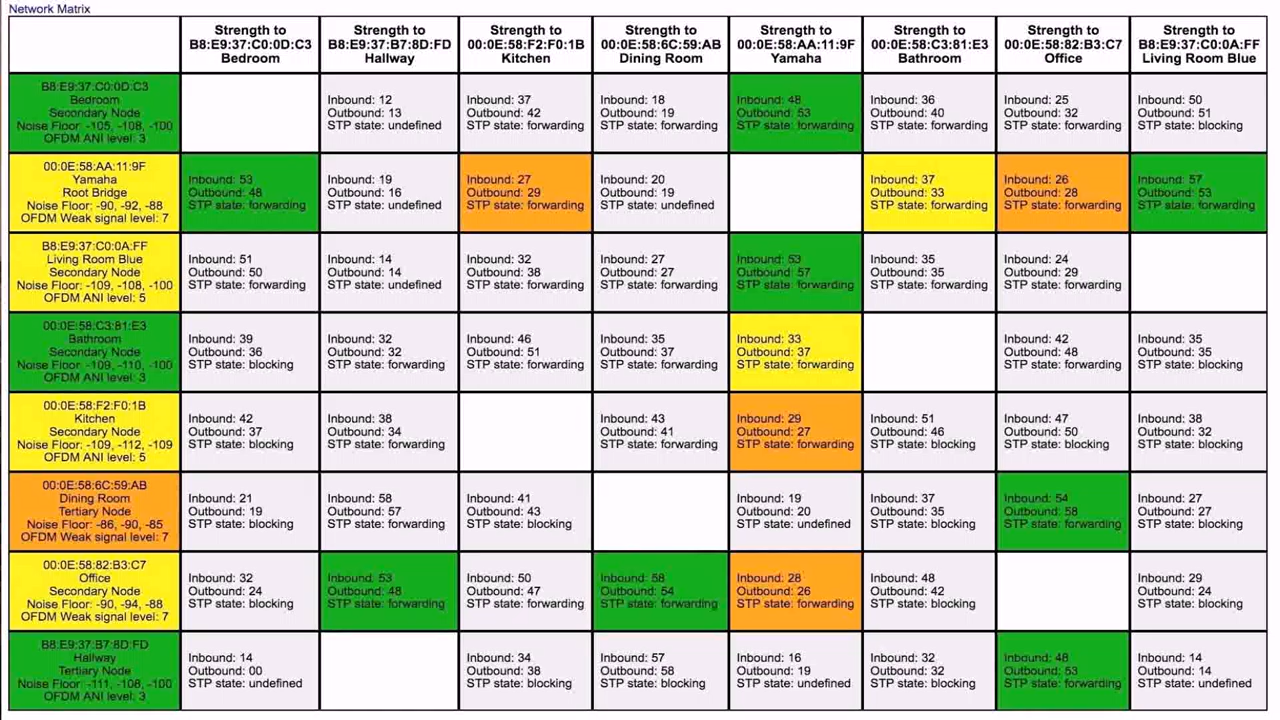 Network Matrix
Strength to
B8:E9:37:C0:0D:C3
Bedroom
Strength to
B8:E9:37:B7:8D:FD
Hallway
Strength to
00:0E:58:F2:F0:1B
Kitchen
Strength to
00:0E:58:6C:59:AB
Dining Room
Strength to
00:0E:58:AA:11:9F
Yamaha
Strength to
00:0E:58:C3:81:E3
Bathroom
Strength to
00:0E:58:82:B3:C7
Office
Strength to
B8:E9:37:C0:0A:FF
Living Room Blue
B8:E9:37:C0:0D:C3
Bedroom
Secondary Node
Noise Floor: -105, -108, -100
OFDM ANI level: 3
Inbound: 12
Outbound: 13
STP state: undefined
Inbound: 37
Outbound: 42
STP state: forwarding
Inbound: 18
Outbound: 19
STP state: forwarding
Inbound: 48
Outbound: 53
STP state: forwarding
Inbound: 36
Outbound: 40
STP state: forwarding
Inbound: 25
Outbound: 32
STP state: forwarding
Inbound: 50
Outbound: 51
STP state: blocking
00:0E:58:AA:11:9F
Yamaha
Root Bridge
Noise Floor: -90, -92, -88
OFDM Weak signal level: 7
Inbound: 53
Outbound: 48
STP state: forwarding
Inbound: 19
Outbound: 16
STP state: undefined
Inbound: 27
Outbound: 29
STP state: forwarding
Inbound: 20
Outbound: 19
STP state: undefined
Inbound: 37
Outbound: 33
STP state: forwarding
Inbound: 26
Outbound: 28
STP state: forwarding
Inbound: 57
Outbound: 53
STP state: forwarding
B8:E9:37:C0:0A:FF
Living Room Blue
Secondary Node
Noise Floor: -109, -108, -100
OFDM ANI level: 5
Inbound: 51
Outbound: 50
STP state: forwarding
Inbound: 14
Outbound: 14
STP state: undefined
Inbound: 32
Outbound: 38
STP state: forwarding
Inbound: 27
Outbound: 27
STP state: forwarding
Inbound: 53
Outbound: 57
STP state: forwarding
Inbound: 35
Outbound: 35
STP state: forwarding
Inbound: 24
Outbound: 29
STP state: forwarding
00:0E:58:C3:81:E3
Bathroom
Secondary Node
Noise Floor: -109, -110, -100
OFDM ANI level: 3
Inbound: 39
Outbound: 36
STP state: blocking
Inbound: 32
Outbound: 32
STP state: forwarding
Inbound: 46
Outbound: 51
STP state: forwarding
Inbound: 35
Outbound: 37
STP state: forwarding
Inbound: 33
Outbound: 37
STP state: forwarding
Inbound: 42
Outbound: 48
STP state: forwarding
Inbound: 35
Outbound: 35
STP state: blocking
00:0E:58:F2:F0:1B
Kitchen
Secondary Node
Noise Floor: -109, -112, -109
OFDM ANI level: 5
Inbound: 42
Outbound: 37
STP state: blocking
Inbound: 38
Outbound: 34
STP state: forwarding
Inbound: 43
Outbound: 41
STP state: forwarding
Inbound: 29
Outbound: 27
STP state: forwarding
Inbound: 51
Outbound: 46
STP state: blocking
Inbound: 47
Outbound: 50
STP state: blocking
Inbound: 38
Outbound: 32
STP state: blocking
00:0E:58:6C:59:AB
Dining Room
Tertiary Node
Noise Floor: -86, -90, -85
OFDM Weak signal level: 7
Inbound: 21
Outbound: 19
STP state: blocking
Inbound: 58
Outbound: 57
STP state: forwarding
Inbound: 41
Outbound: 43
STP state: blocking
Inbound: 19
Outbound: 20
STP state: undefined
Inbound: 37
Outbound: 35
STP state: blocking
Inbound: 54
Outbound: 58
STP state: forwarding
Inbound: 27
Outbound: 27
STP state: blocking
00:0E:58:82:B3:C7
Office
Secondary Node
Noise Floor: -90, -94, -88
OFDM Weak signal level: 7
Inbound: 32
Outbound: 24
STP state: blocking
Inbound: 53
Outbound: 48
STP state: forwarding
Inbound: 50
Outbound: 47
STP state: forwarding
Inbound: 58
Outbound: 54
STP state: forwarding
Inbound: 28
Outbound: 26
STP state: forwarding
Inbound: 48
Outbound: 42
STP state: blocking
Inbound: 29
Outbound: 24
STP state: blocking
B8:E9:37:B7:8D:FD
Hallway
Tertiary Node
Noise Floor: -111, -108, -100
OFDM ANI level: 3
Inbound: 14
Outbound: 00
STP state: undefined
Inbound: 34
Outbound: 38
STP state: blocking
Inbound: 57
Outbound: 58
STP state: blocking
Inbound: 16
Outbound: 19
STP state: undefined
Inbound: 32
Outbound: 32
STP state: blocking
Inbound: 48
Outbound: 53
STP state: forwarding
Inbound: 14
Outbound: 14
STP state: undefined